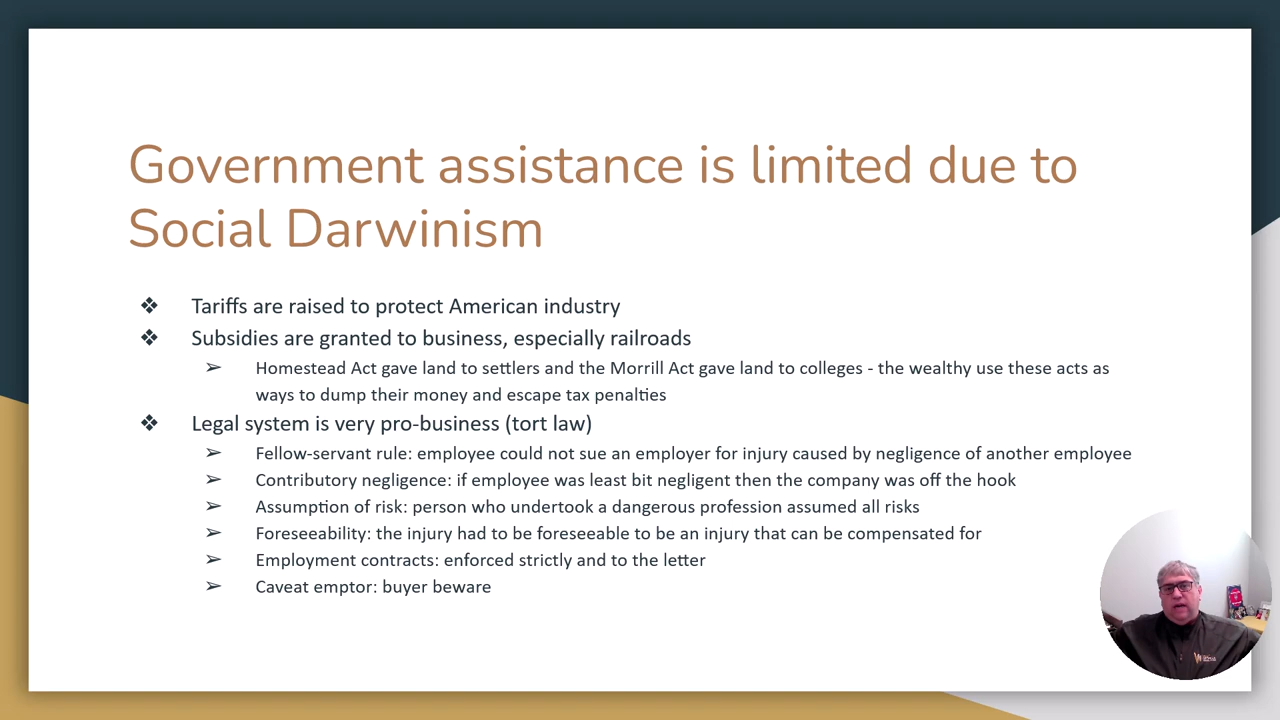 Government assistance is limited due to
Social Darwinism
❖ Tariffs are raised to protect American industry
❖ Subsidies are granted to business, especially railroads
➢ Homestead Act gave land to settlers and the Morrill Act gave land to colleges - the wealthy use these acts as
ways to dump their money and escape tax penalties
❖ Legal system is very pro-business (tort law)
➢ Fellow-servant rule: employee could not sue an employer for injury caused by negligence of another employee
➢ Contributory negligence: if employee was least bit negligent then the company was off the hook
➢ Assumption of risk: person who undertook a dangerous profession assumed all risks
➢ Foreseeability: the injury had to be foreseeable to be an injury that can be compensated for
➢ Employment contracts: enforced strictly and to the letter
➢ Caveat emptor: buyer beware